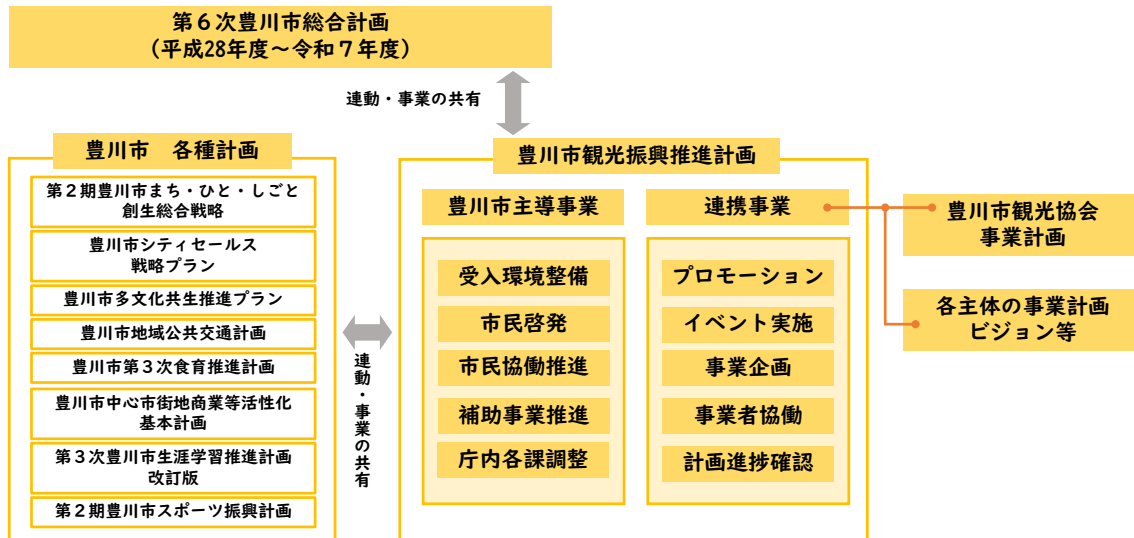 第６次豊川市総合計画
(平成28年度～令和７年度)
連動・事業の共有
豊川市　各種計画
第２期豊川市まち・ひと・しごと
創生総合戦略
豊川市シティセールス
戦略プラン
豊川市多文化共生推進プラン
豊川市地域公共交通計画
豊川市第３次食育推進計画
豊川市中心市街地商業等活性化
基本計画
第３次豊川市生涯学習推進計画
改訂版
第２期豊川市スポーツ振興計画
連動・事業の共有
豊川市観光振興推進計画
豊川市主導事業
受入環境整備
市民啓発
市民協働推進
補助事業推進
庁内各課調整
連携事業
プロモーション
イベント実施
事業企画
事業者協働
計画進捗確認
豊川市観光協会
事業計画
各主体の事業計画
ビジョン等